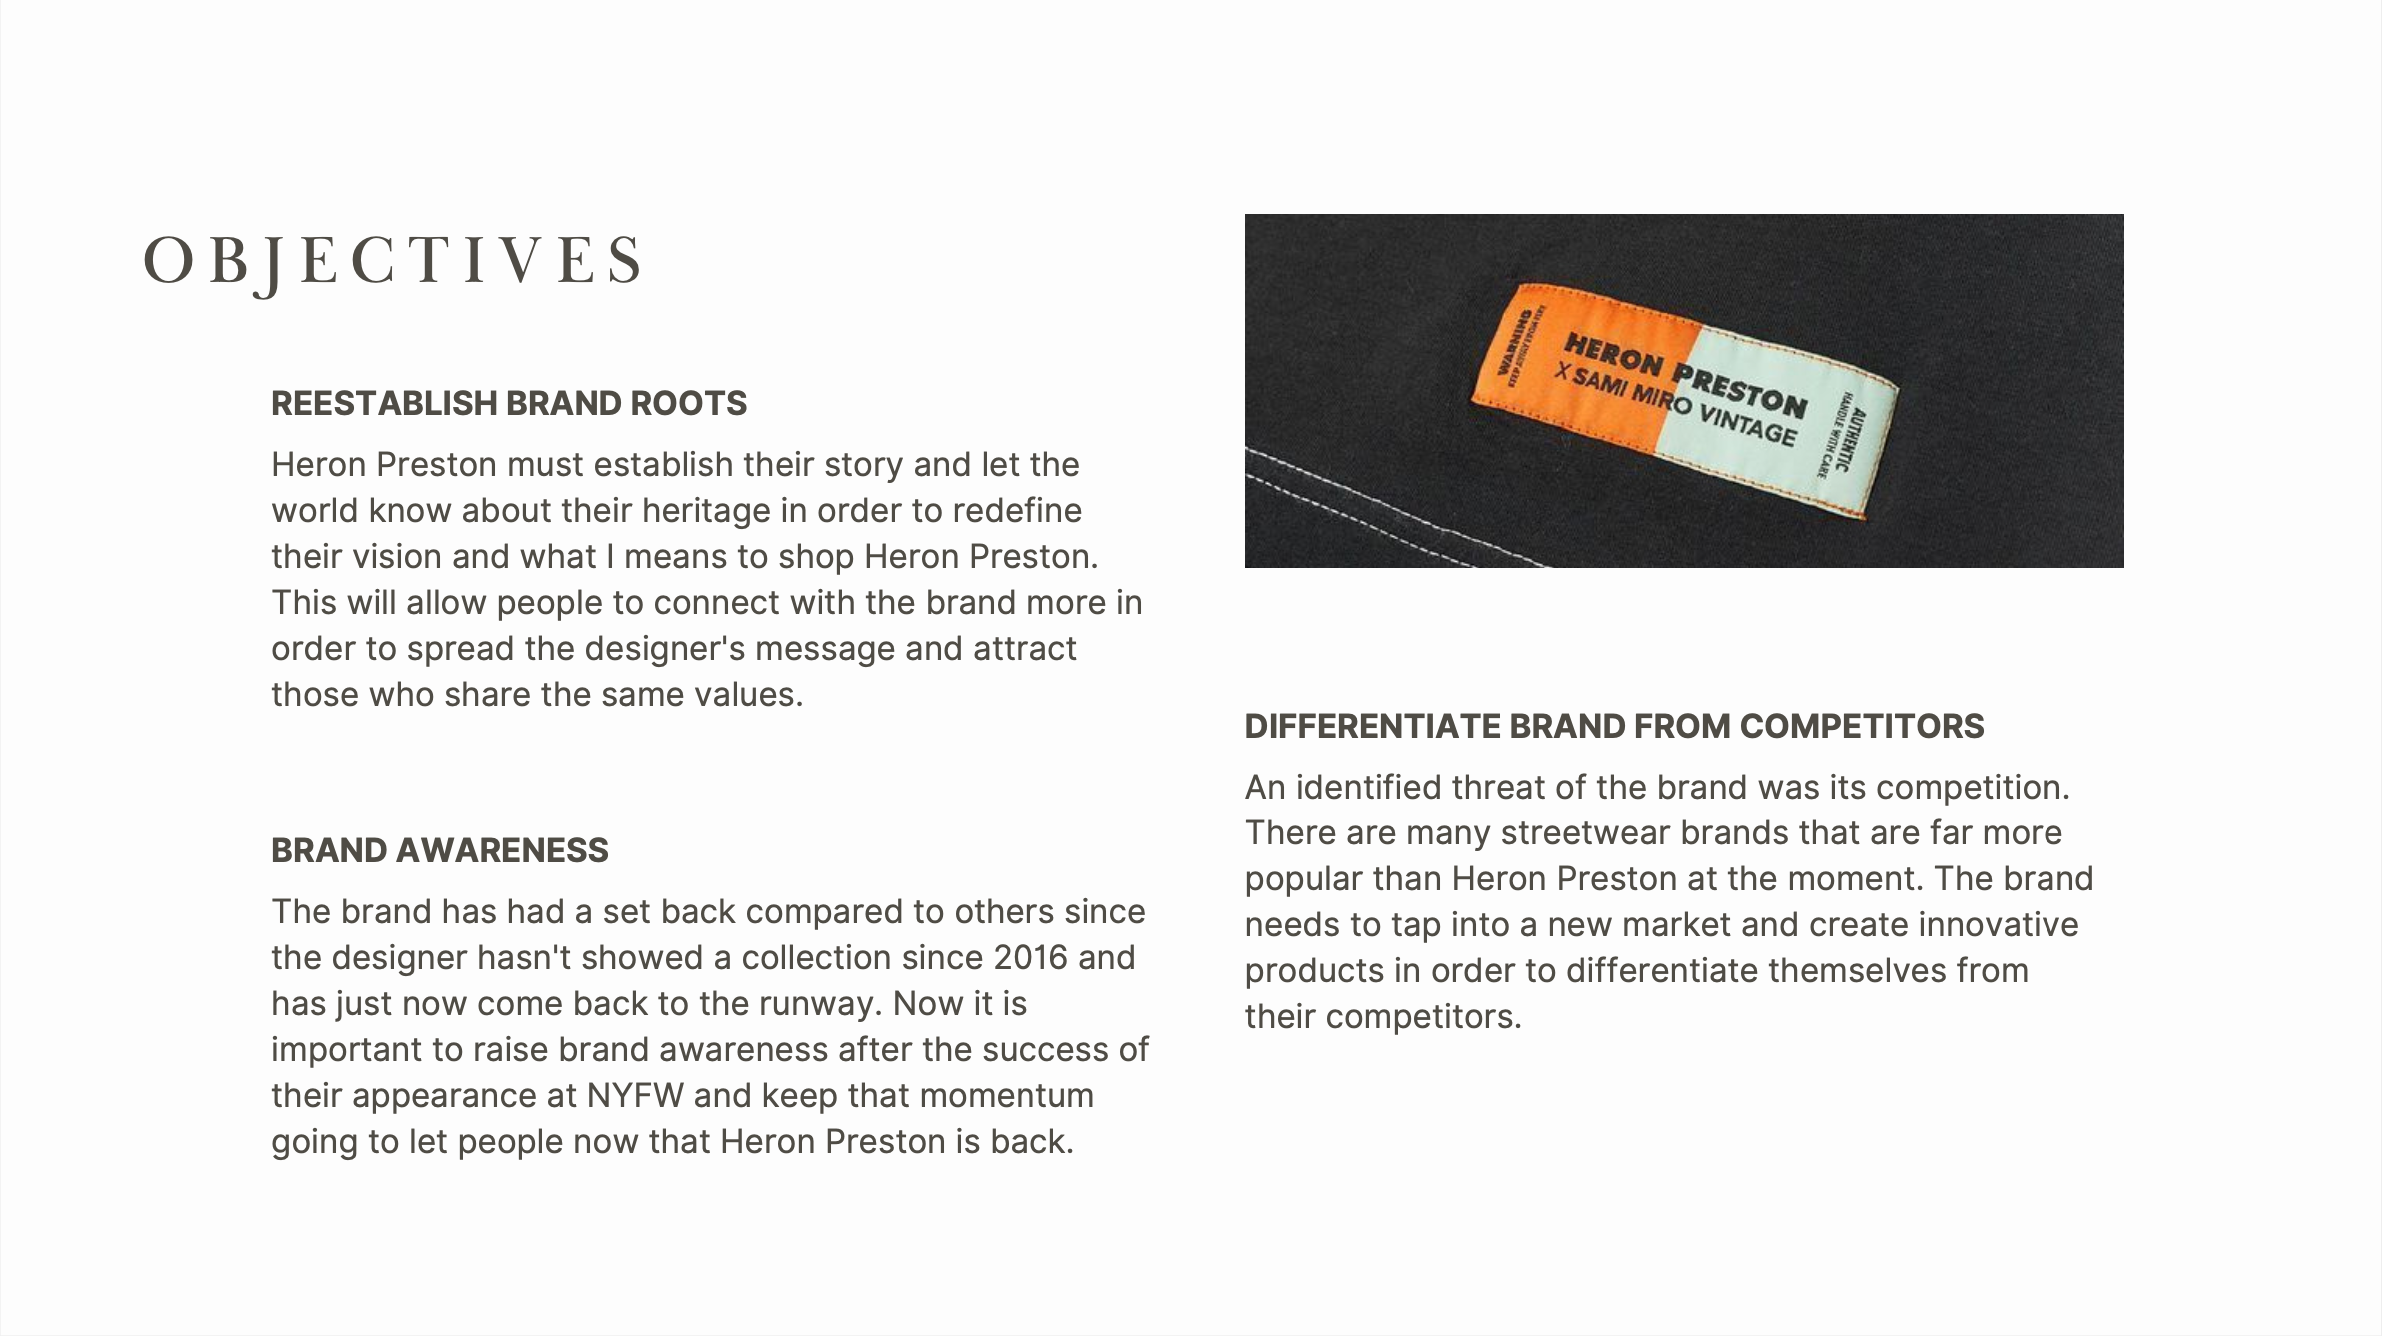 OBJECTIVES
REESTABLISH BRAND ROOTS
Heron Preston must establish their story and let the
world know about their heritage in order to redefine
their vision and what I means to shop Heron Preston.
This will allow people to connect with the brand more in
order to spread the designer's message and attract
those who share the same values.
BRAND AWARENESS
The brand has had a set back compared to others since
the designer hasn't showed a collection since 2016 and
has just now come back to the runway. Now it is
important to raise brand awareness after the success of
their appearance at NYFW and keep that momentum
going to let people now that Heron Preston is back.
WARNING
HERON PRESTON
X SAMI MIRO VINTAGE
AUTHENTIC
HANDLE WITH CARE
DIFFERENTIATE BRAND FROM COMPETITORS
An identified threat of the brand was its competition.
There are many streetwear brands that are far more
popular than Heron Preston at the moment. The brand
needs to tap into a new market and create innovative
products in order to differentiate themselves from
their competitors.